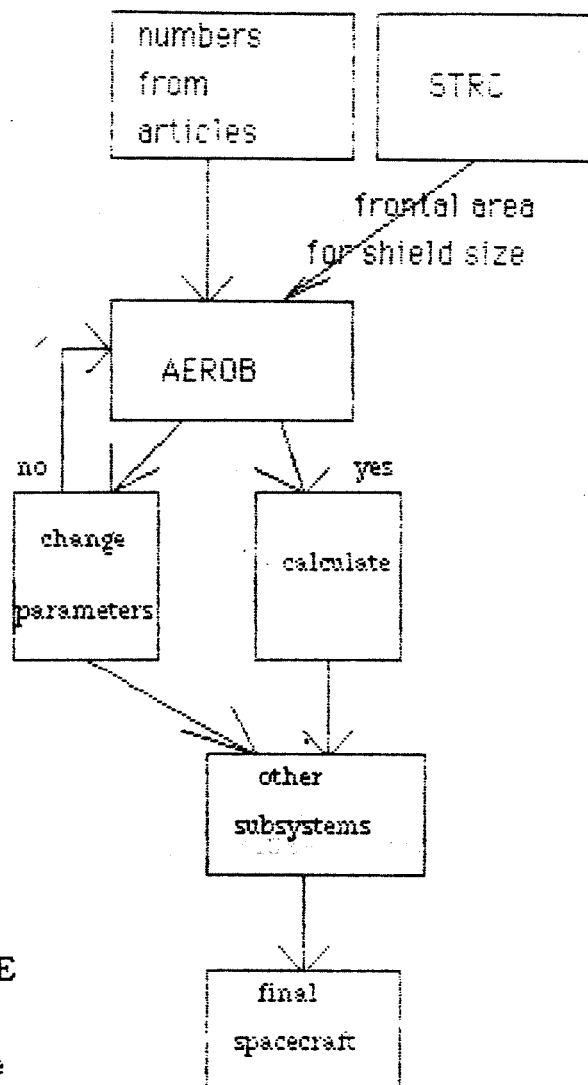 numbers
from
articles
STRC
frontal area
for shield size
AEROB
no
yes
change
parameters
calculate
other
subsystems
E
final
spacecraft
e